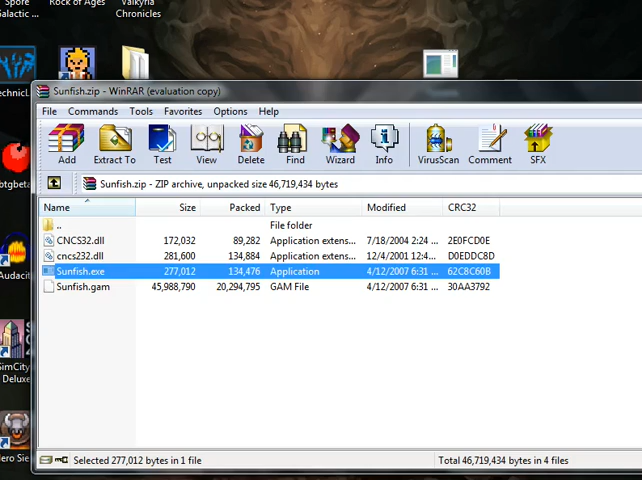 Spore
Galactic ...
Rock of Ages
Valkyria
Chronicles
Sunfish.zip - WinRAR (evaluation copy)
File Commands Tools Favorites Options Help
Add Extract To Test View Delete Find Wizard Info VirusScan Comment SFX
Sunfish.zip - ZIP archive, unpacked size 46,719,434 bytes
Name Size Packed Type Modified CRC32
.. File folder
CNCS32.dll 172,032 89,282 Application extens... 7/18/2004 2:24 ... 2E0FCD0E
cncs232.dll 281,600 134,884 Application extens... 12/4/2001 12:4... D0EDDC8D
Sunfish.exe 277,012 134,476 Application 4/12/2007 6:31 ... 62C8C60B
Sunfish.gam 45,988,790 20,294,795 GAM File 4/12/2007 6:31 ... 30AA3792
technicL
btgbeta
Audacit
SimCity
Deluxe
Hero Sie
Selected 277,012 bytes in 1 file
Total 46,719,434 bytes in 4 files